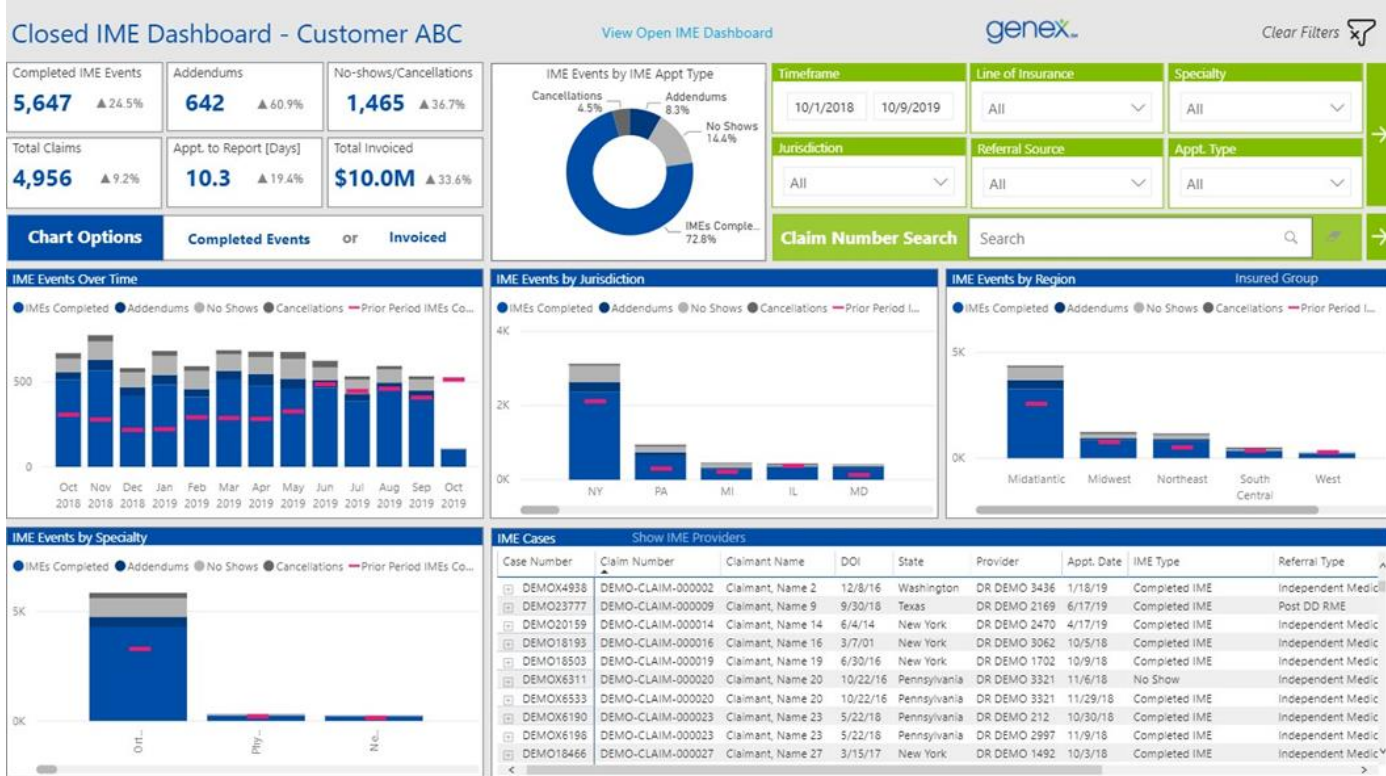 Closed IME Dashboard - Customer ABC
View Open IME Dashboard
genex
Clear Filters
Completed IME Events
5,647 ▲24.5%
Addendums
642 ▲60.9%
No-shows/Cancellations
1,465 ▲36.7%
Total Claims
4,956 ▲9.2%
Appt. to Report [Days]
10.3 ▲19.4%
Total Invoiced
$10.0M ▲33.6%
Chart Options
Completed Events or Invoiced
IME Events by IME Appt Type
Cancellations
4.5%
Addendums
8.3%
No Shows
14.4%
IMEs Comple...
72.8%
Timeframe
10/1/2018 10/9/2019
Line of Insurance
All
Specialty
All
Jurisdiction
All
Referral Source
All
Appt. Type
All
Claim Number Search
Search
IME Events Over Time
IMEs Completed Addendums No Shows Cancellations Prior Period IMEs Co...
500
0
Oct Nov Dec Jan Feb Mar Apr May Jun Jul Aug Sep Oct
2018 2018 2018 2019 2019 2019 2019 2019 2019 2019 2019 2019 2019
IME Events by Jurisdiction
IMEs Completed Addendums No Shows Cancellations Prior Period I...
4K
2K
0K
NY PA MI IL MD
IME Events by Region Insured Group
IMEs Completed Addendums No Shows Cancellations Prior Period I...
5K
0K
Midatlantic Midwest Northeast South West
Central
IME Events by Specialty
IMEs Completed Addendums No Shows Cancellations Prior Period IMEs Co...
5K
0K
Ort... Phy... Ne...
IME Cases Show IME Providers
Case Number Claim Number Claimant Name DOI State Provider Appt. Date IME Type Referral Type
DEMOX4938 DEMO-CLAIM-000002 Claimant, Name 2 12/8/16 Washington DR DEMO 3436 1/18/19 Completed IME Independent Medic
DEMO23777 DEMO-CLAIM-000009 Claimant, Name 9 9/30/18 Texas DR DEMO 2169 6/17/19 Completed IME Post DD RME
DEMO20159 DEMO-CLAIM-000014 Claimant, Name 14 6/4/14 New York DR DEMO 2470 4/17/19 Completed IME Independent Medic
DEMO18193 DEMO-CLAIM-000016 Claimant, Name 16 3/7/01 New York DR DEMO 3062 10/5/18 Completed IME Independent Medic
DEMO18503 DEMO-CLAIM-000019 Claimant, Name 19 6/30/16 New York DR DEMO 1702 10/9/18 Completed IME Independent Medic
DEMOX6311 DEMO-CLAIM-000020 Claimant, Name 20 10/22/16 Pennsylvania DR DEMO 3321 11/6/18 No Show Independent Medic
DEMOX6533 DEMO-CLAIM-000020 Claimant, Name 20 10/22/16 Pennsylvania DR DEMO 3321 11/29/18 Completed IME Independent Medic
DEMOX6190 DEMO-CLAIM-000023 Claimant, Name 23 5/22/18 Pennsylvania DR DEMO 212 10/30/18 Completed IME Independent Medic
DEMOX6198 DEMO-CLAIM-000023 Claimant, Name 23 5/22/18 Pennsylvania DR DEMO 2997 11/9/18 Completed IME Independent Medic
DEMO18466 DEMO-CLAIM-000027 Claimant, Name 27 3/15/17 New York DR DEMO 1492 10/3/18 Completed IME Independent Medic